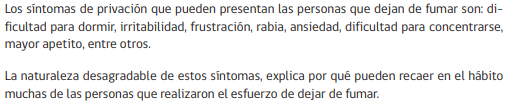 Los síntomas de privación que pueden presentan las personas que dejan de fumar son: di-
ficultad para dormir, irritabilidad, frustración, rabia, ansiedad, dificultad para concentrarse,
mayor apetito, entre otros.
La naturaleza desagradable de estos síntomas, explica por qué pueden recaer en el hábito
muchas de las personas que realizaron el esfuerzo de dejar de fumar.